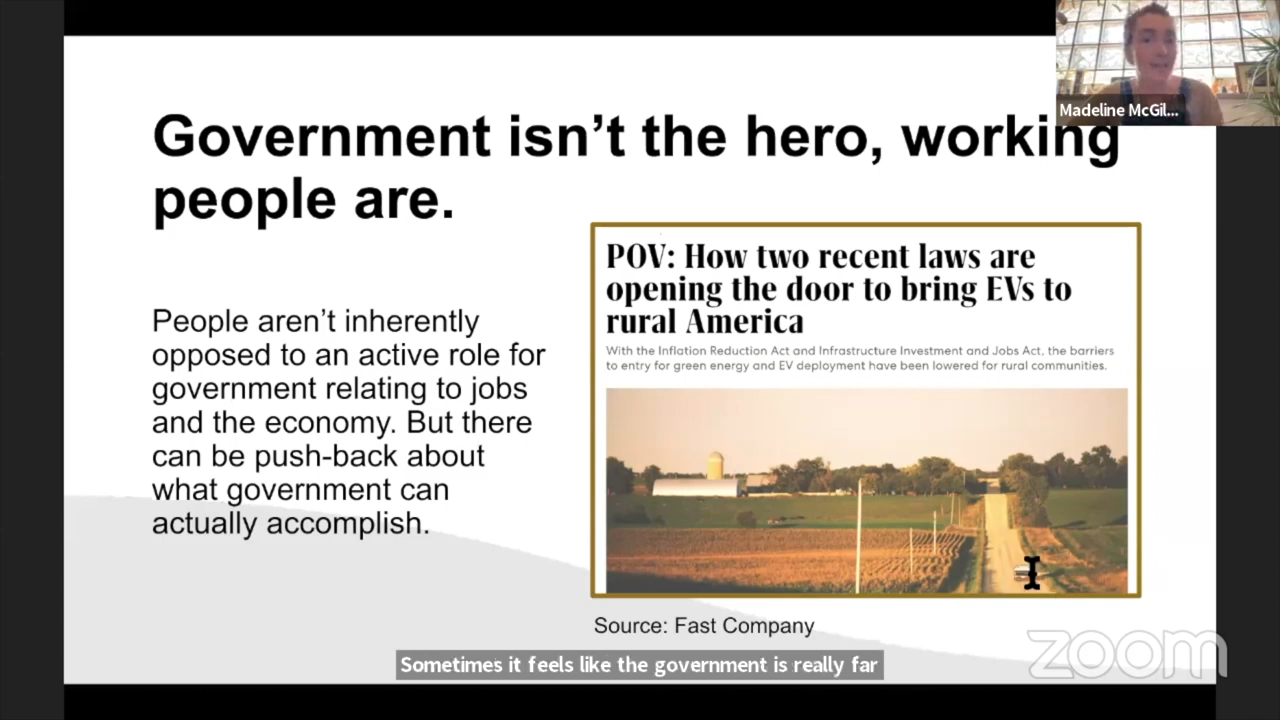 Madeline McGil...
Government isn't the hero, working
people are.
People aren't inherently
opposed to an active role for
government relating to jobs
and the economy. But there
can be push-back about
what government can
actually accomplish.
POV: How two recent laws are
opening the door to bring EVs to
rural America
With the Inflation Reduction Act and Infrastructure Investment and Jobs Act, the barriers
to entry for green energy and EV deployment have been lowered for rural communities.
Source: Fast Company
Sometimes it feels like the government is really far
zoom